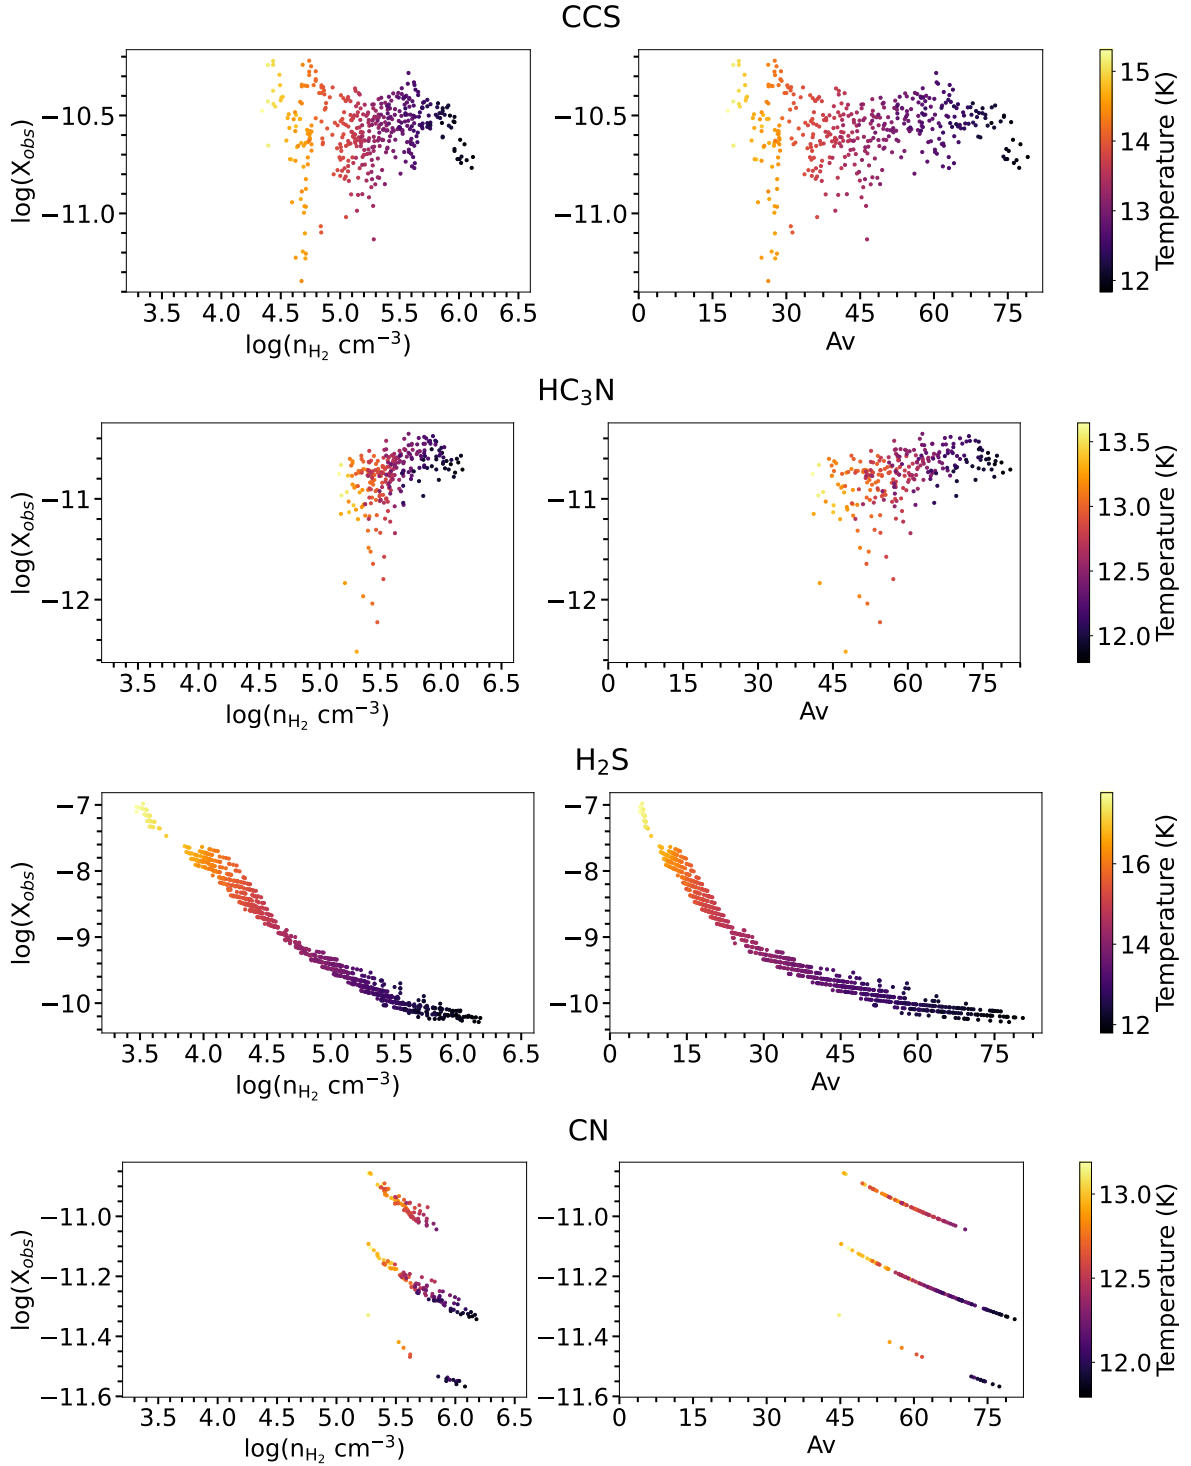 CCS
log(X_obs)
−10.5
−11.0
3.5 4.0 4.5 5.0 5.5 6.0 6.5
log(n_H₂ cm⁻³)
0 15 30 45 60 75
Av
−10.5
−11.0
15
14
13
12
Temperature (K)
HC₃N
log(X_obs)
−11
−12
3.5 4.0 4.5 5.0 5.5 6.0 6.5
log(n_H₂ cm⁻³)
−11
−12
0 15 30 45 60 75
Av
13.5
13.0
12.5
12.0
Temperature (K)
H₂S
log(X_obs)
−7
−8
−9
−10
3.5 4.0 4.5 5.0 5.5 6.0 6.5
log(n_H₂ cm⁻³)
−7
−8
−9
−10
0 15 30 45 60 75
Av
16
14
12
Temperature (K)
CN
log(X_obs)
−11.0
−11.2
−11.4
−11.6
3.5 4.0 4.5 5.0 5.5 6.0 6.5
log(n_H₂ cm⁻³)
−11.0
−11.2
−11.4
−11.6
0 15 30 45 60 75
Av
13.0
12.5
12.0
Temperature (K)